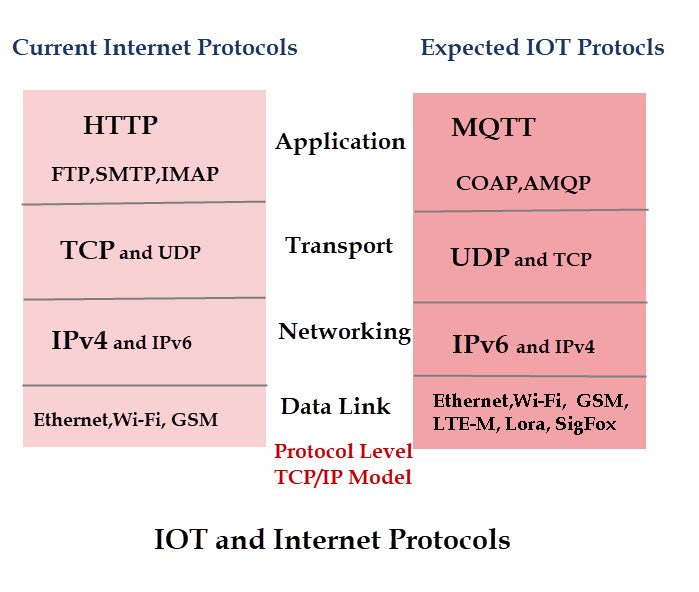 Current Internet Protocols
Expected IOT Protocls
HTTP
FTP,SMTP,IMAP
Application
MQTT
COAP,AMQP
TCP and UDP
Transport
UDP and TCP
IPv4 and IPv6
Networking
IPv6 and IPv4
Ethernet,Wi-Fi, GSM
Data Link
Ethernet,Wi-Fi, GSM,
LTE-M, Lora, SigFox
Protocol Level
TCP/IP Model
IOT and Internet Protocols